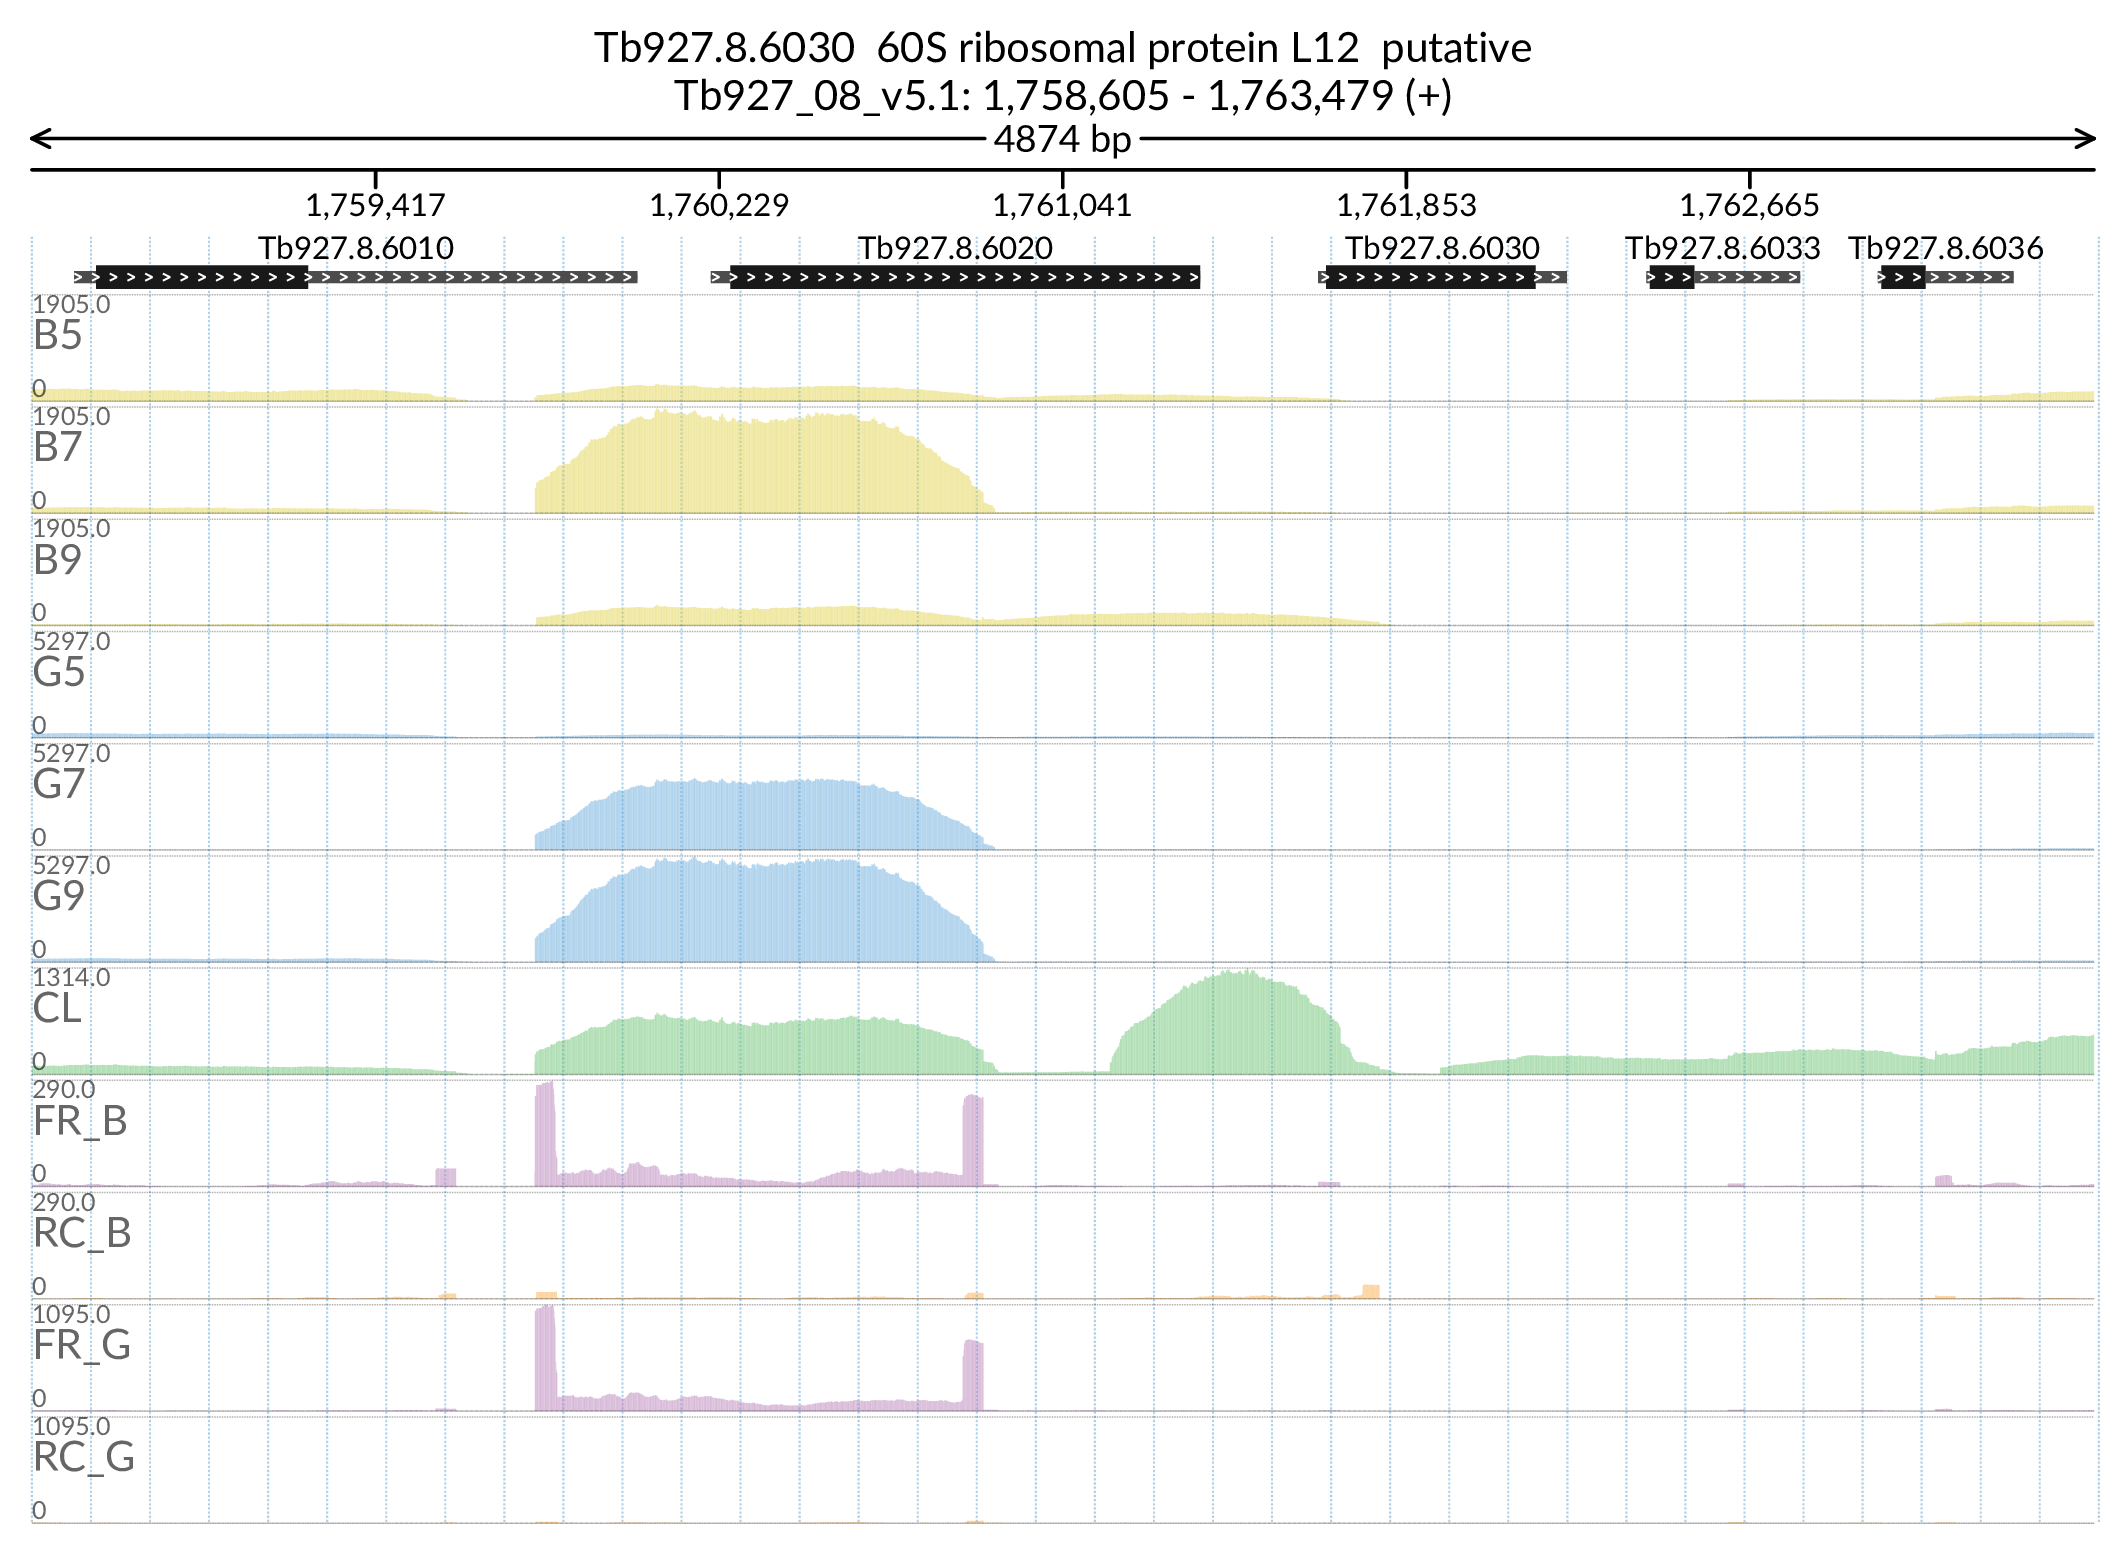 Tb927.8.6030  60S ribosomal protein L12  putative
Tb927_08_v5.1: 1,758,605 - 1,763,479 (+)
4874 bp
1,759,417 1,760,229 1,761,041 1,761,853 1,762,665
Tb927.8.6010 Tb927.8.6020 Tb927.8.6030 Tb927.8.6033 Tb927.8.6036
1905.0
B5
0
1905.0
B7
0
1905.0
B9
0
5297.0
G5
0
5297.0
G7
0
5297.0
G9
0
1314.0
CL
0
290.0
FR_B
0
290.0
RC_B
0
1095.0
FR_G
0
1095.0
RC_G
0